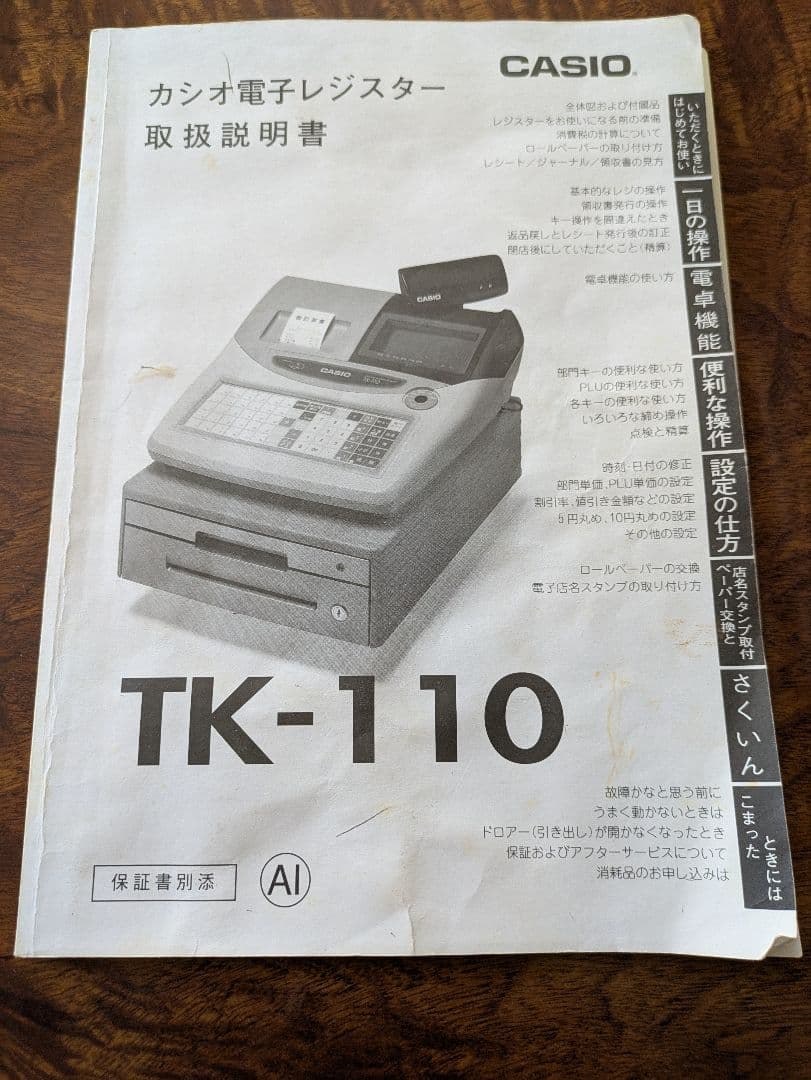 CASIO
カシオ電子レジスター
取扱説明書
はじめてお使い
いただくときに
全体図および付属品
レジスターをお使いになる前の準備
消費税の計算について
ロールペーパーの取り付け方
レシート/ジャーナル/領収書の見方
一日の操作
基本的なレジの操作
領収書発行の操作
キー操作を間違えたとき
返品戻しとレシート発行後の訂正
閉店後にしていただくこと(精算)
電卓機能
電卓機能の使い方
便利な操作
部門キーの便利な使い方
PLUの便利な使い方
各キーの便利な使い方
いろいろな締め操作
点検と精算
設定の仕方
時刻・日付の修正
部門単価、PLU単価の設定
割引率、値引き金額などの設定
5円丸め、10円丸めの設定
その他の設定
ペーパー交換と
店名スタンプ取付
ロールペーパーの交換
電子店名スタンプの取り付け方
CASIO
CASIO
TK-110
さくいん
こまった
ときには
故障かなと思う前に
うまく動かないときは
ドロアー(引き出し)が開かなくなったとき
保証およびアフターサービスについて
消耗品のお申し込みは
保証書別添
AI